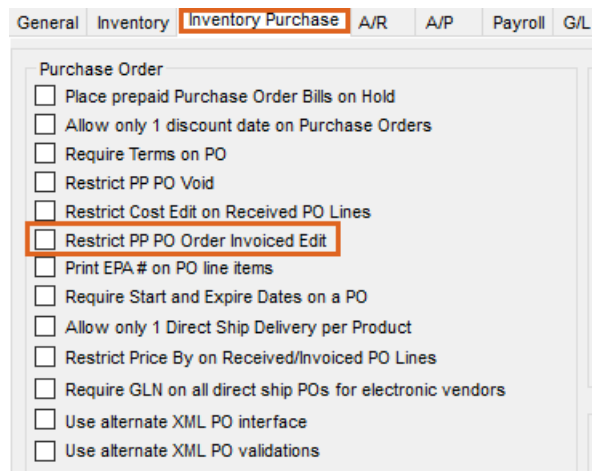 General Inventory Inventory Purchase A/R A/P Payroll G/L
Purchase Order
Place prepaid Purchase Order Bills on Hold
Allow only 1 discount date on Purchase Orders
Require Terms on PO
Restrict PP PO Void
Restrict Cost Edit on Received PO Lines
Restrict PP PO Order Invoiced Edit
Print EPA # on PO line items
Require Start and Expire Dates on a PO
Allow only 1 Direct Ship Delivery per Product
Restrict Price By on Received/Invoiced PO Lines
Require GLN on all direct ship POs for electronic vendors
Use alternate XML PO interface
Use alternate XML PO validations